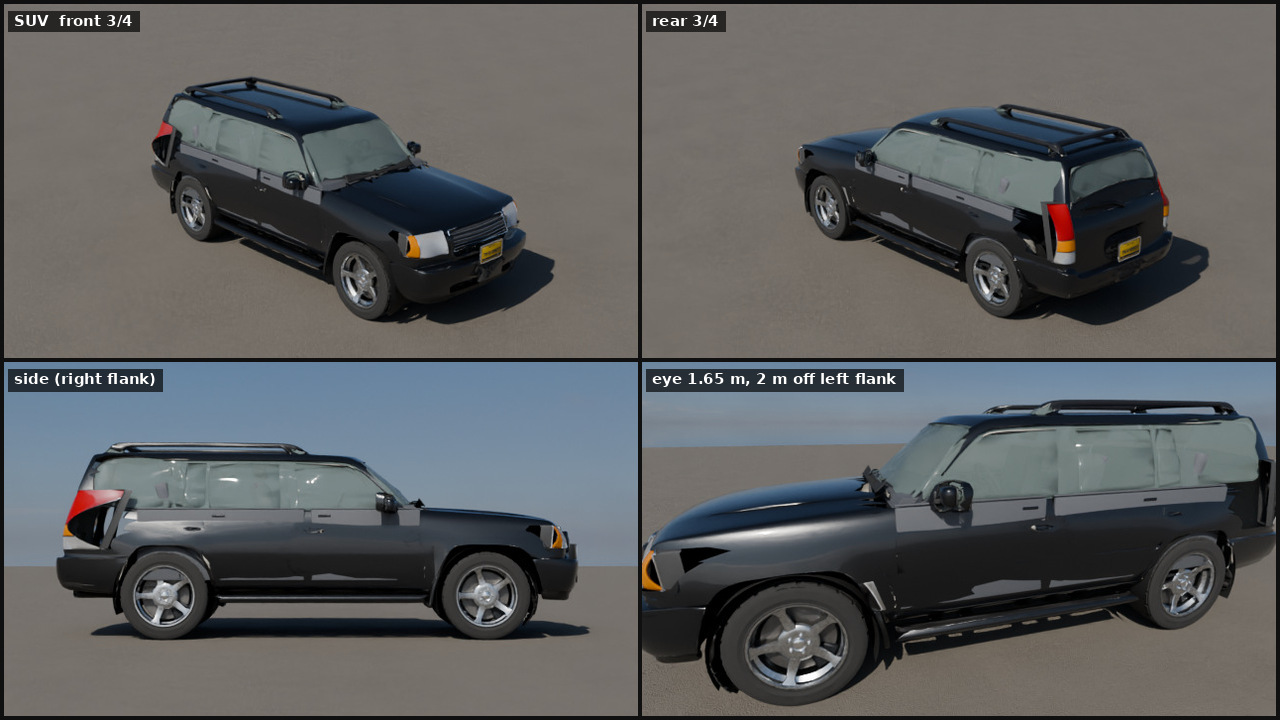 SUV front 3/4
rear 3/4
side (right flank)
eye 1.65 m, 2 m off left flank